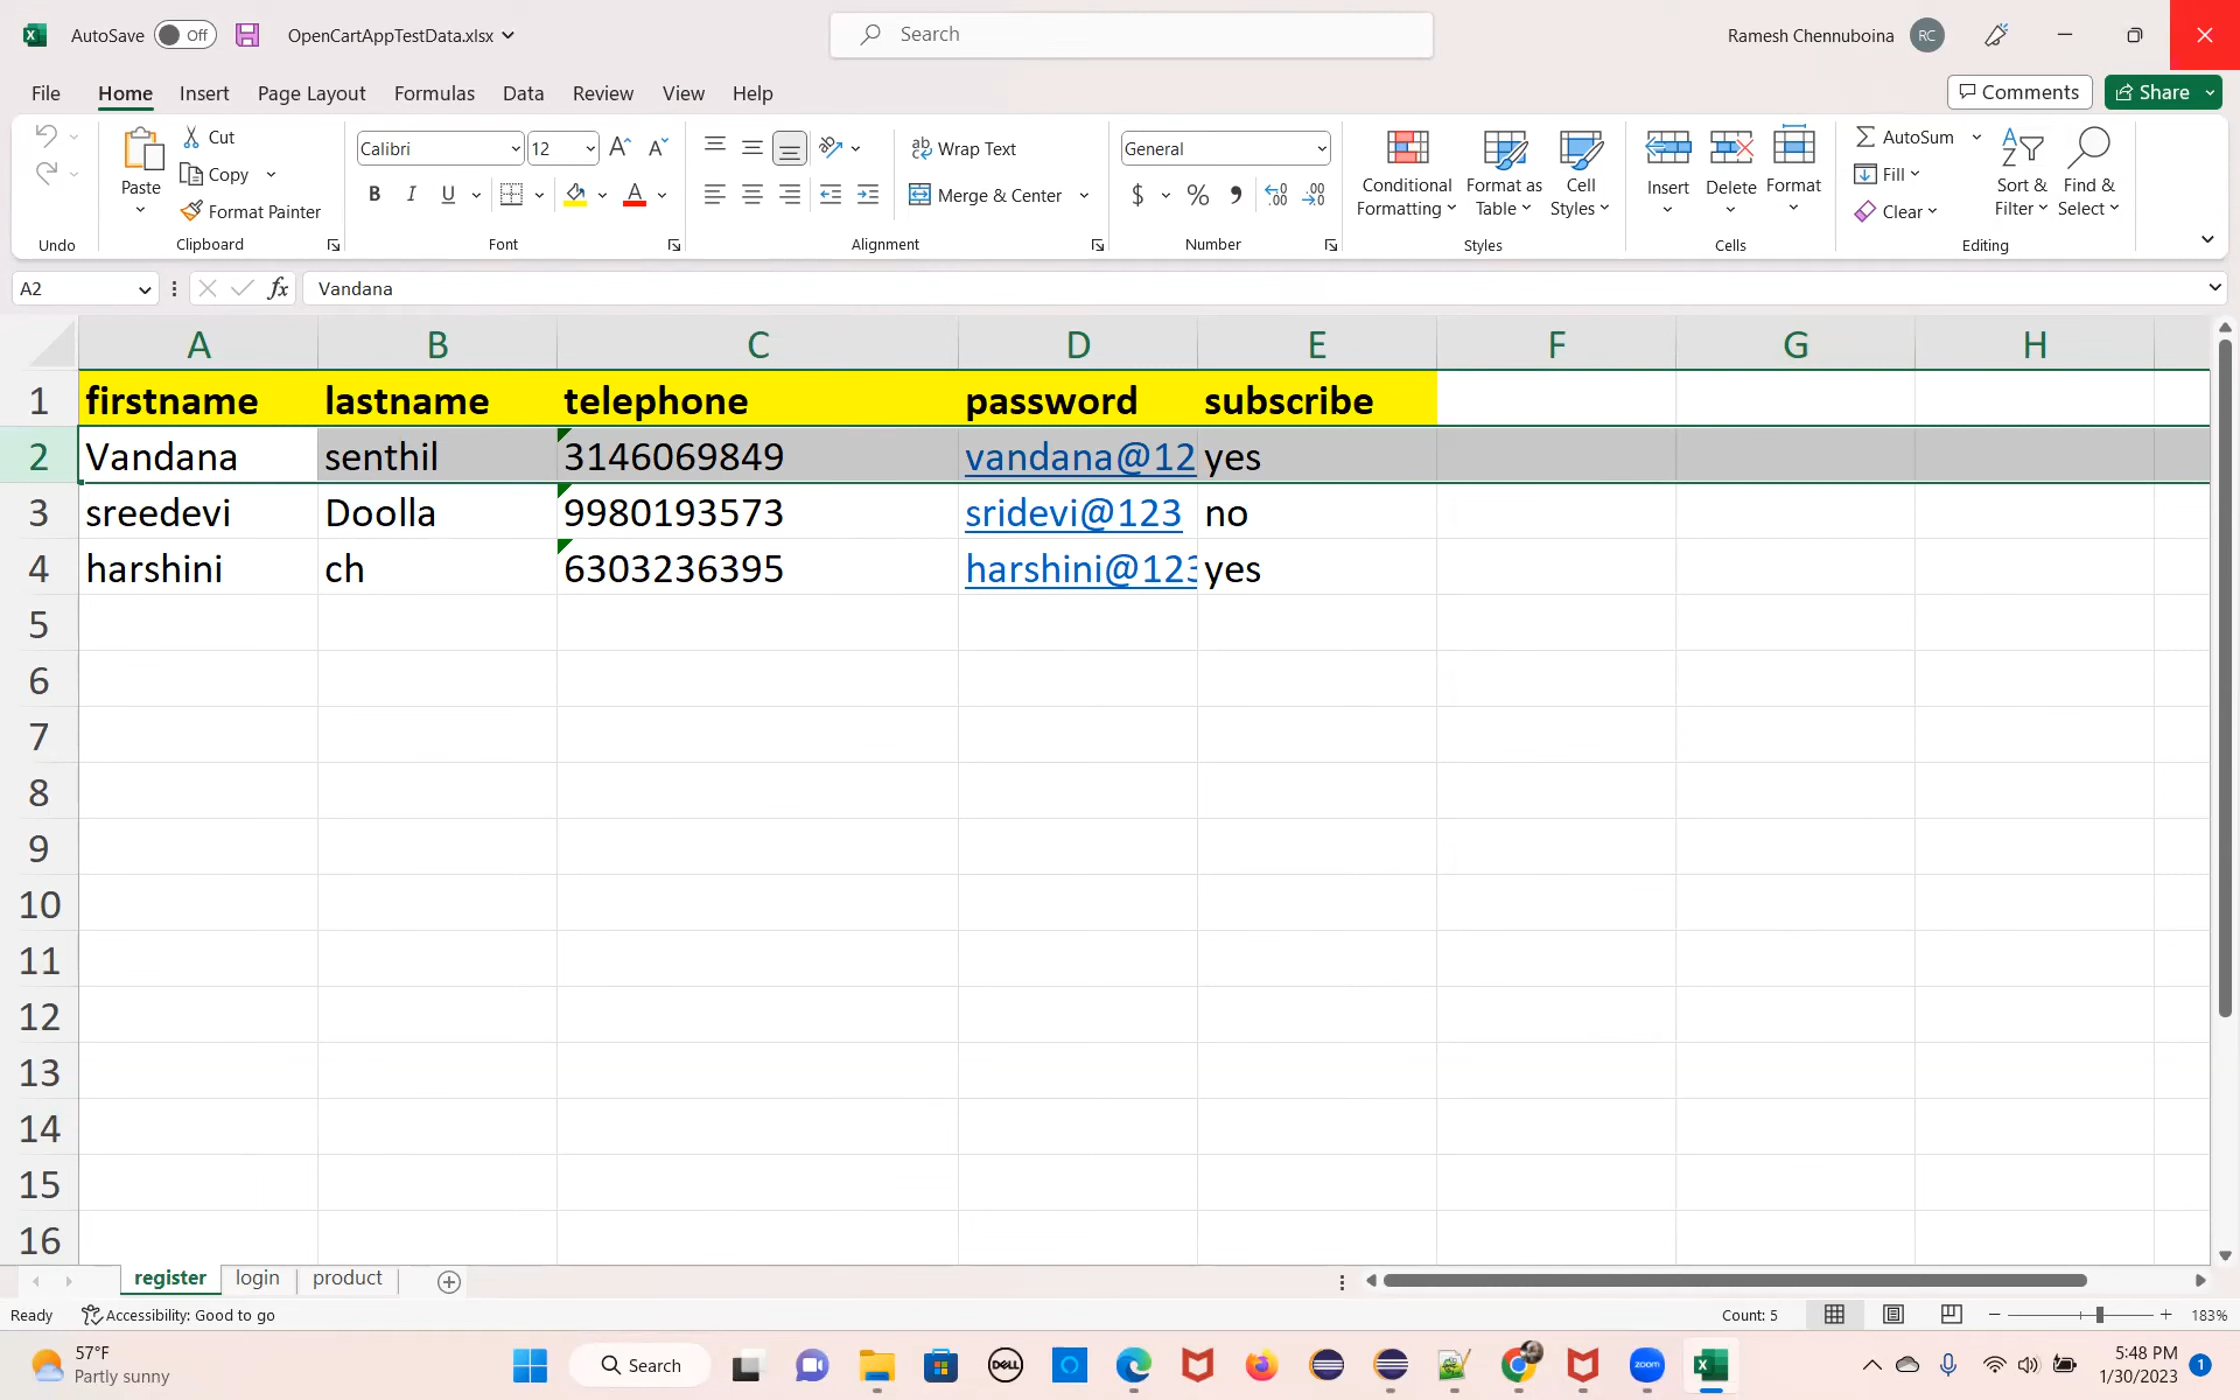 AutoSave Off OpenCartAppTestData.xlsx Search Ramesh Chennuboina RC
File Home Insert Page Layout Formulas Data Review View Help Comments Share
Cut
Copy
Format Painter
Paste
Undo Clipboard
Calibri 12
B I U
Font
Wrap Text
Merge & Center
Alignment
General
$ % ,
Number
Conditional Formatting
Format as Table
Cell Styles
Styles
Insert Delete Format
Cells
AutoSum
Fill
Clear
Sort & Filter
Find & Select
Editing
A2 fx Vandana
A B C D E F G H
1 firstname lastname telephone password subscribe
2 Vandana senthil 3146069849 vandana@12 yes
3 sreedevi Doolla 9980193573 sridevi@123 no
4 harshini ch 6303236395 harshini@123 yes
5
6
7
8
9
10
11
12
13
14
15
16
register login product
Ready Accessibility: Good to go Count: 5 183%
57°F
Partly sunny
Search
DELL
zoom
5:48 PM
1/30/2023
1